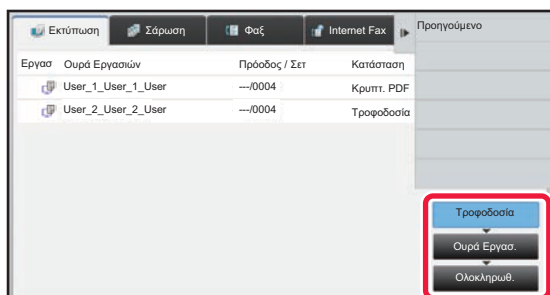 Εκτύπωση Σάρωση Φαξ Internet Fax Προηγούμενο
Εργασ Ουρά Εργασιών Πρόοδος / Σετ Κατάσταση
User_1_User_1_User ---/0004 Κρυπτ. PDF
User_2_User_2_User ---/0004 Τροφοδοσία
Τροφοδοσία
Ουρά Εργασ.
Ολοκληρωθ.